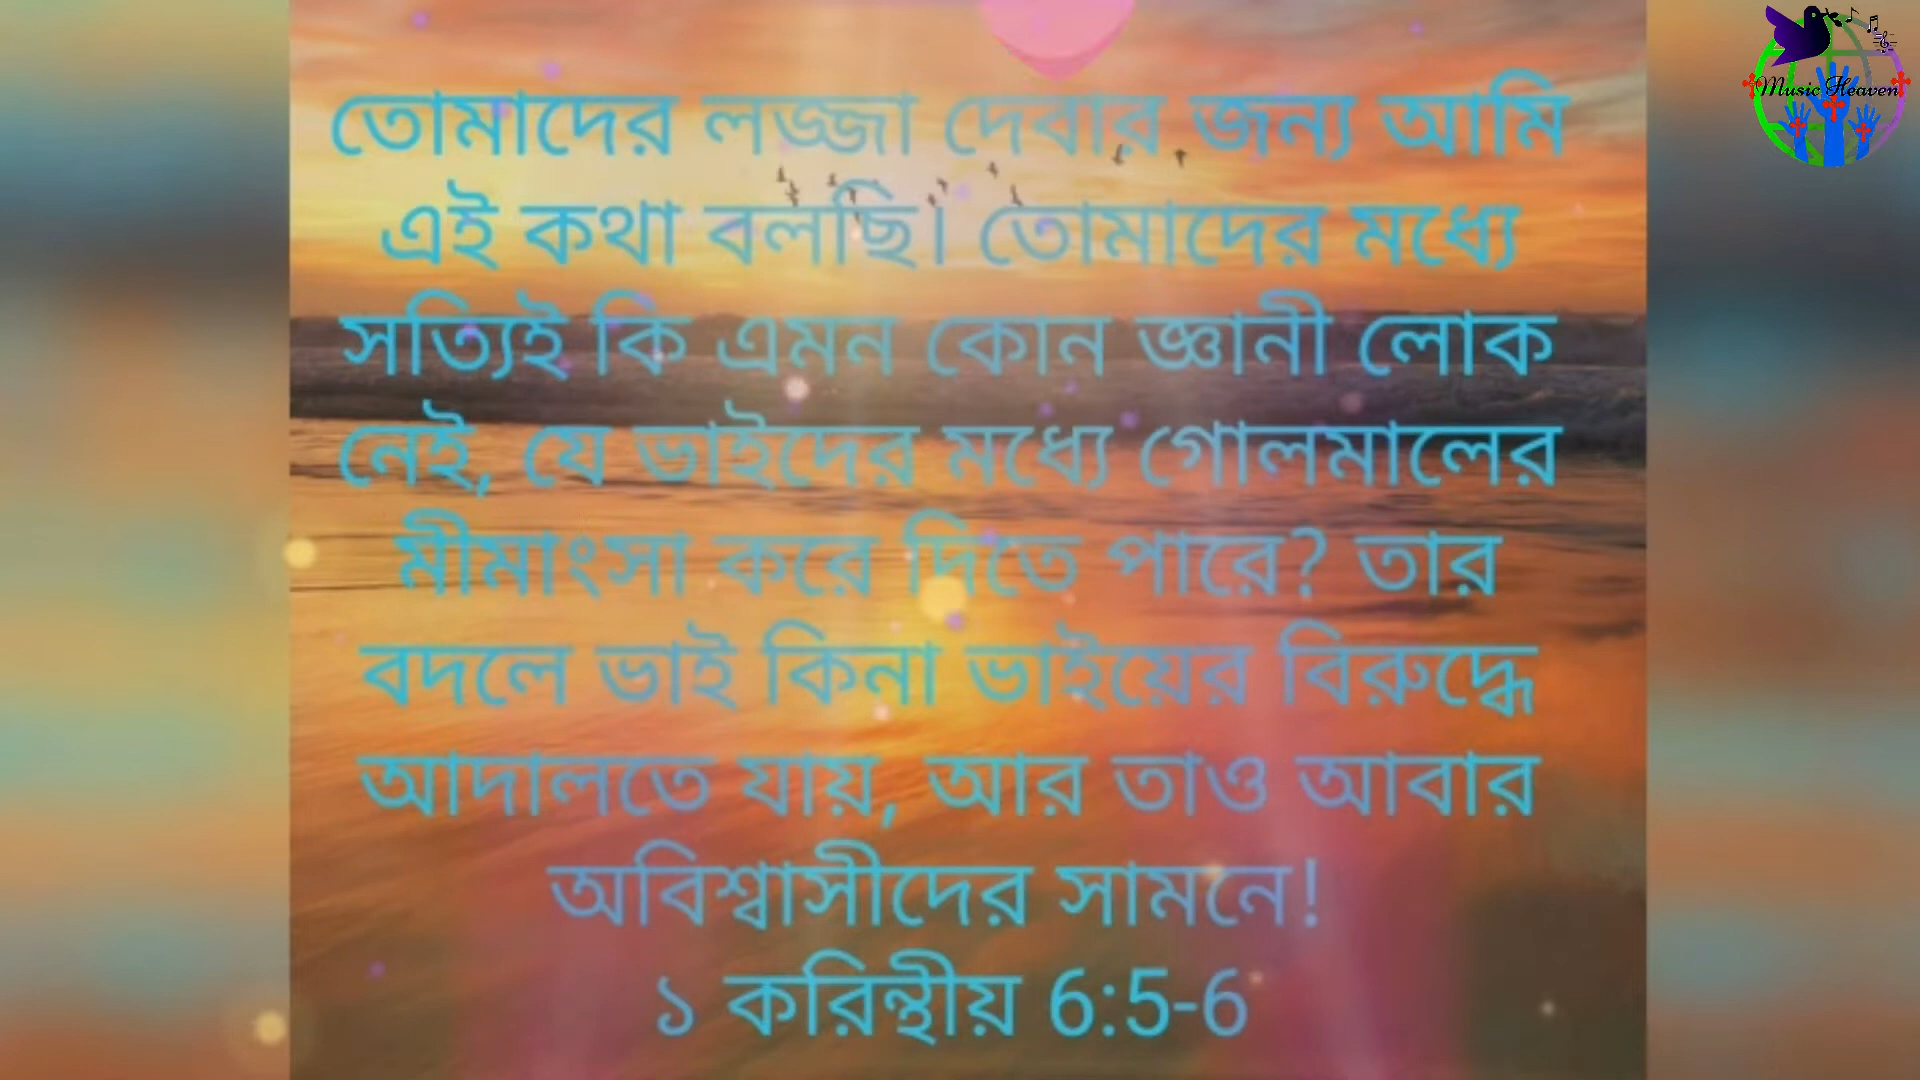 তোমাদের লজ্জা দেবার জন্য আমি
এই কথা বলছি। তোমাদের মধ্যে
সত্যিই কি এমন কোন জ্ঞানী লোক
নেই, যে ভাইদের মধ্যে গোলমালের
মীমাংসা করে দিতে পারে? তার
বদলে ভাই কিনা ভাইয়ের বিরুদ্ধে
আদালতে যায়, আর তাও আবার
অবিশ্বাসীদের সামনে!
১ করিন্থীয় 6:5-6
Music Heaven